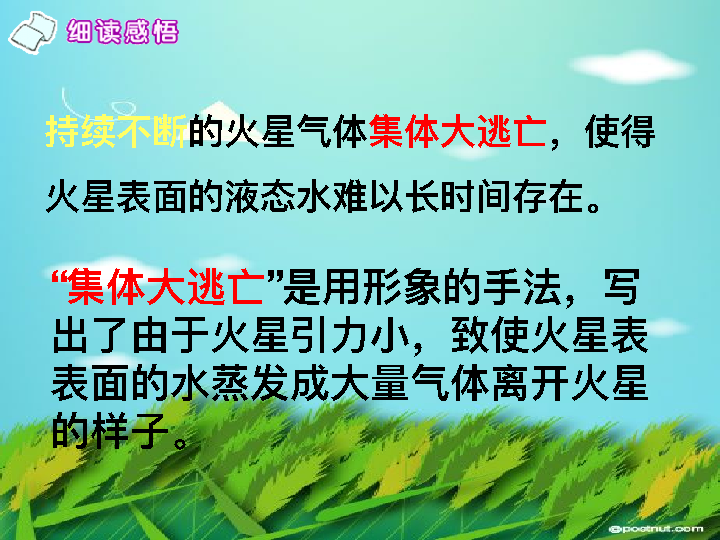 细读感悟
持续不断的火星气体集体大逃亡，使得
火星表面的液态水难以长时间存在。
“集体大逃亡”是用形象的手法，写
出了由于火星引力小，致使火星表
表面的水蒸发成大量气体离开火星
的样子。
@poctnut.com